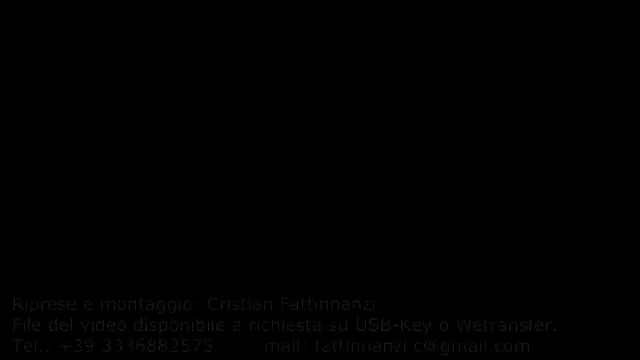 Riprese e montaggio: Cristian Fattinnanzi
File del video disponibile a richiesta su USB-Key o Wetransfer.
Tel.: +39 3336882575 mail: fattinnanzi.c@gmail.com